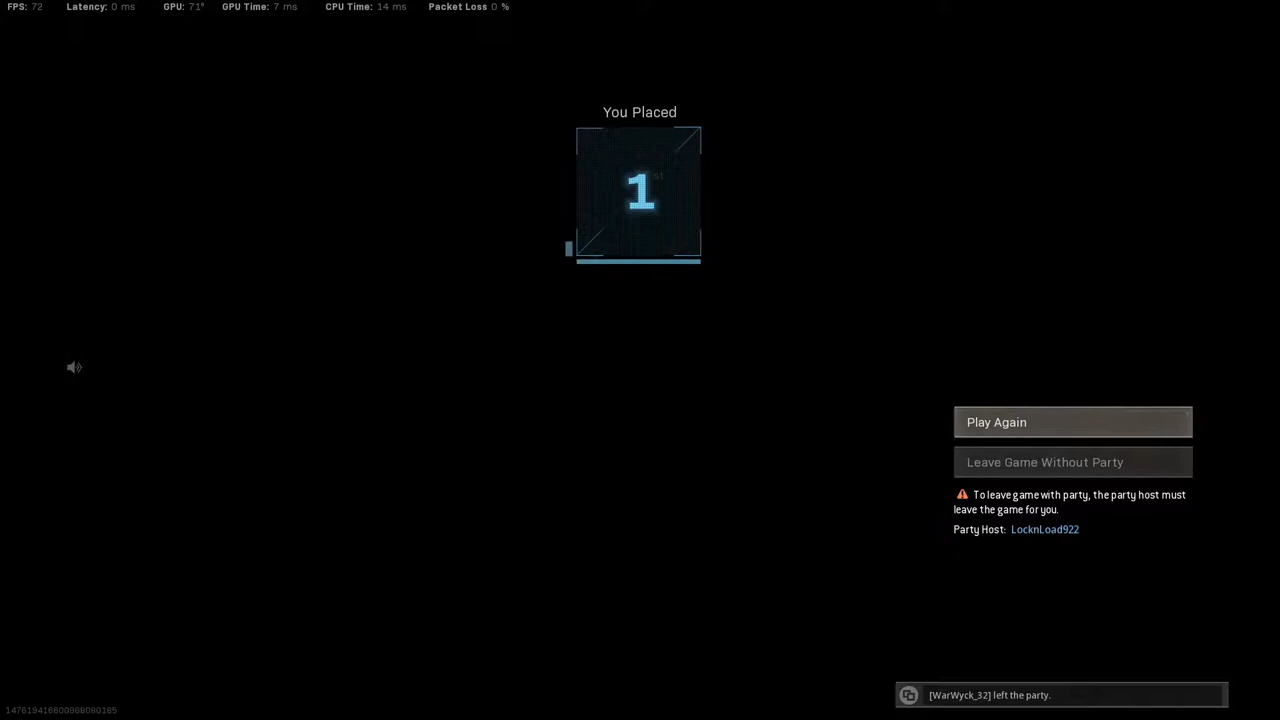 FPS: 72 Latency: 0 ms GPU: 71° GPU Time: 7 ms CPU Time: 14 ms Packet Loss 0 %
You Placed
1st
Play Again
Leave Game Without Party
To leave game with party, the party host must
leave the game for you.
Party Host: LocknLoad922
[WarWyck_32] left the party.